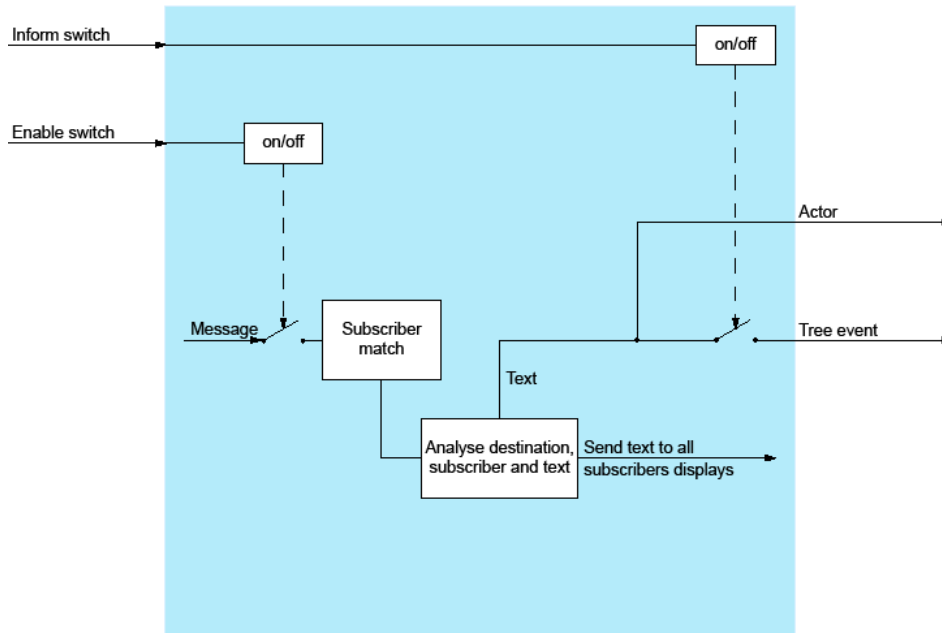 Inform switch
on/off
Enable switch
on/off
Actor
Message
Subscriber
match
Tree event
Text
Analyse destination,
subscriber and text
Send text to all
subscribers displays